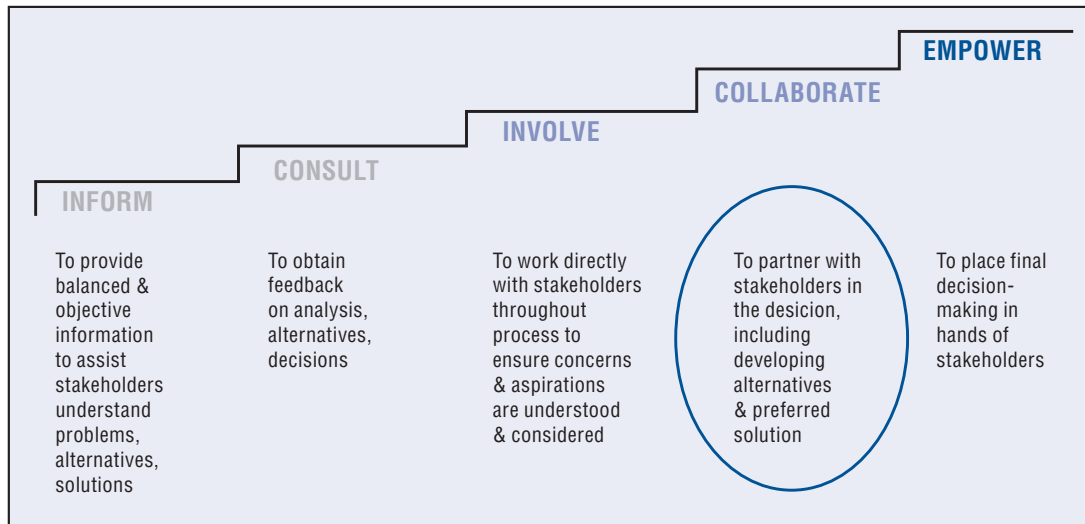 INFORM
To provide
balanced &
objective
information
to assist
stakeholders
understand
problems,
alternatives,
solutions
CONSULT
To obtain
feedback
on analysis,
alternatives,
decisions
INVOLVE
To work directly
with stakeholders
throughout
process to
ensure concerns
& aspirations
are understood
& considered
COLLABORATE
To partner with
stakeholders in
the desicion,
including
developing
alternatives
& preferred
solution
EMPOWER
To place final
decision-
making in
hands of
stakeholders